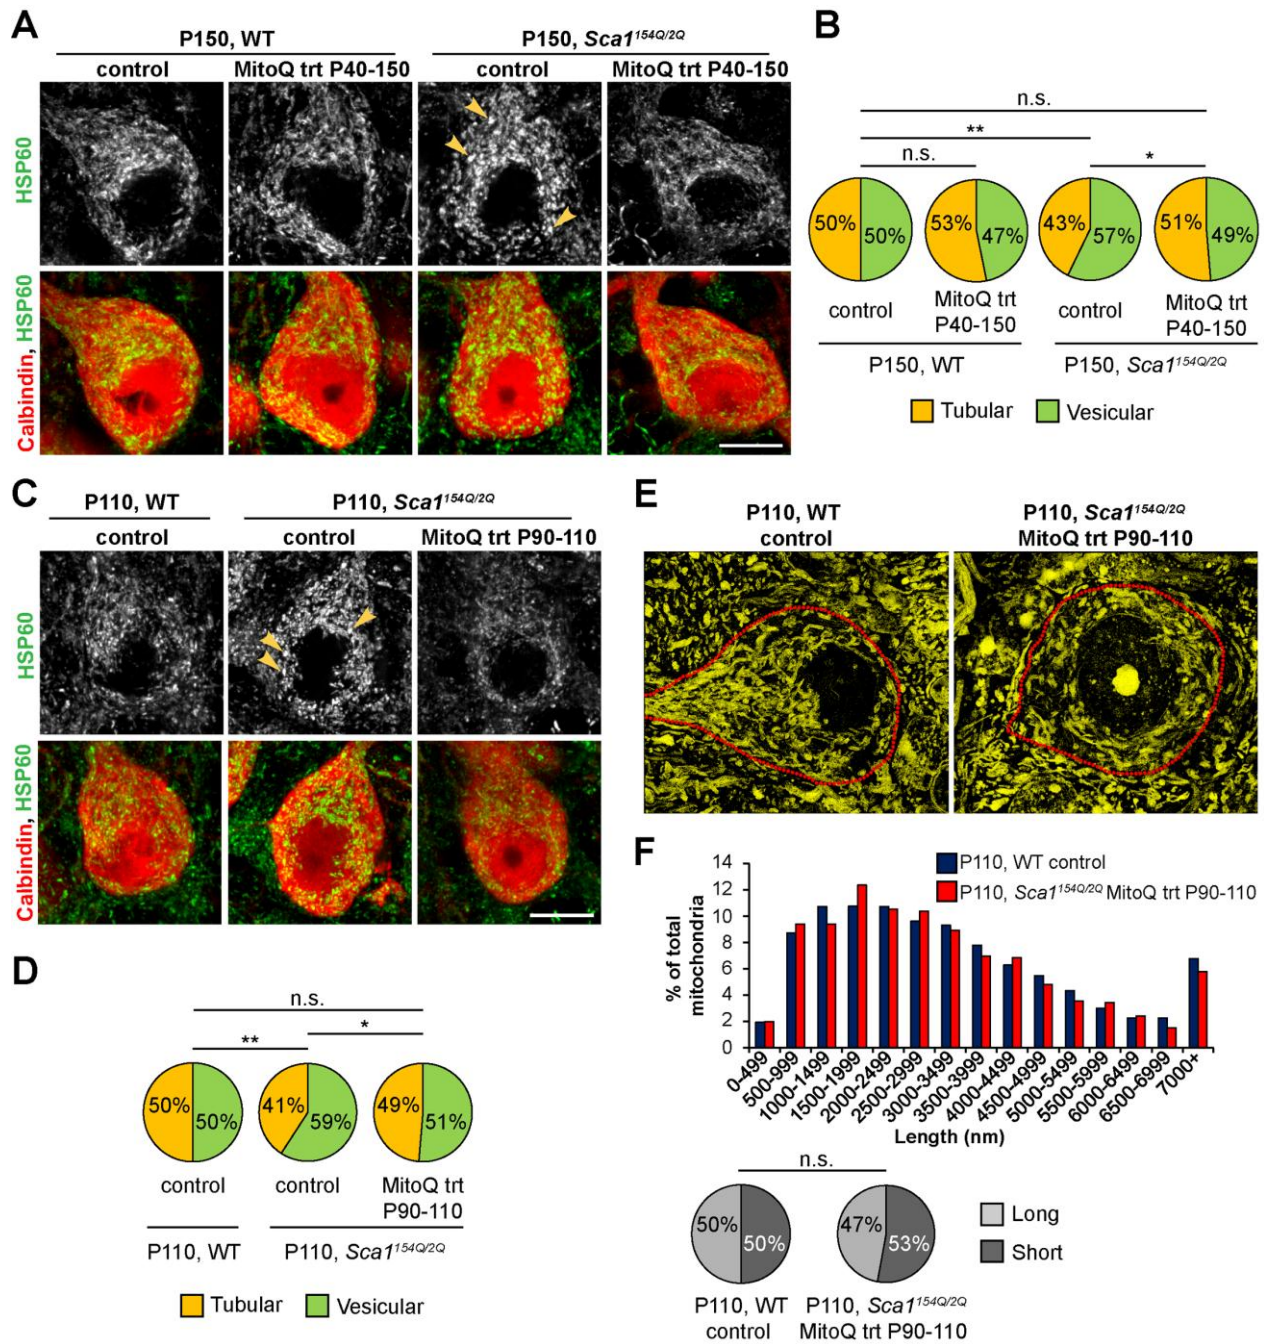 A
P150, WT
P150, Sca1154Q/2Q
control
MitoQ trt P40-150
control
MitoQ trt P40-150
HSP60
Calbindin, HSP60
B
n.s.
**
n.s.
*
50%
50%
53%
47%
43%
57%
51%
49%
control
MitoQ trt
P40-150
control
MitoQ trt
P40-150
P150, WT
P150, Sca1154Q/2Q
Tubular
Vesicular
C
P110, WT
P110, Sca1154Q/2Q
control
control
MitoQ trt P90-110
HSP60
Calbindin, HSP60
D
n.s.
*
**
50%
50%
41%
59%
49%
51%
control
control
MitoQ trt
P90-110
P110, WT
P110, Sca1154Q/2Q
Tubular
Vesicular
E
P110, WT
control
P110, Sca1154Q/2Q
MitoQ trt P90-110
F
P110, WT control
P110, Sca1154Q/2Q MitoQ trt P90-110
% of total
mitochondria
14
12
10
8
6
4
2
0
0-499
500-999
1000-1499
1500-1999
2000-2499
2500-2999
3000-3499
3500-3999
4000-4499
4500-4999
5000-5499
5500-5999
6000-6499
6500-6999
7000+
Length (nm)
n.s.
50%
50%
47%
53%
Long
Short
P110, WT
control
P110, Sca1154Q/2Q
MitoQ trt P90-110